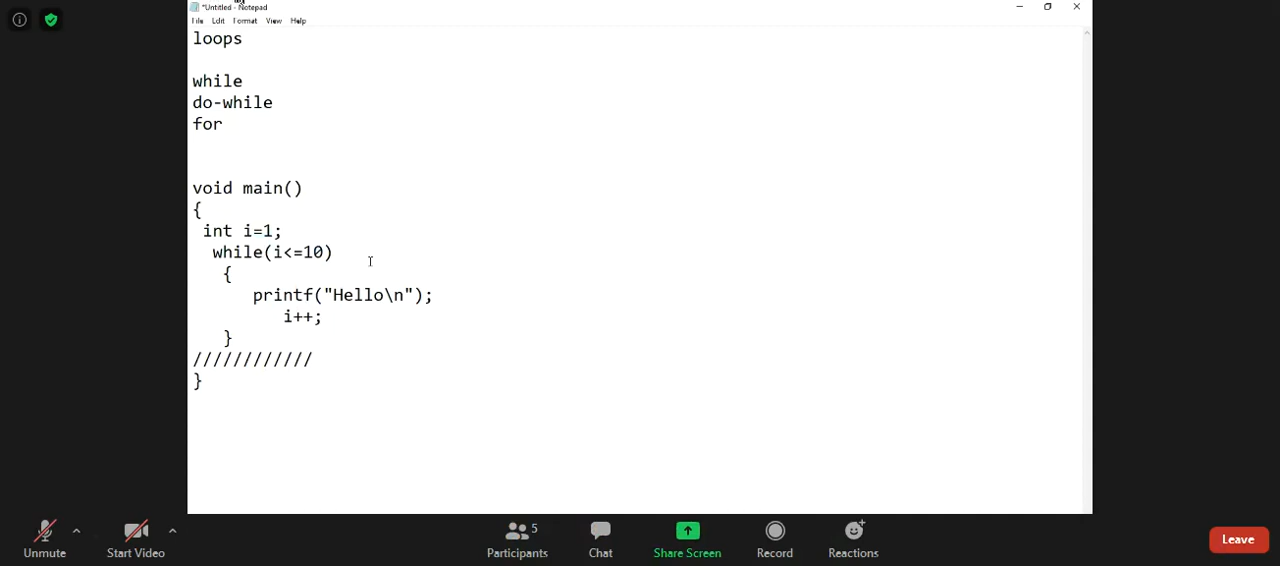 *Untitled - Notepad
File Edit Format View Help
loops
while
do-while
for
void main()
{
int i=1;
while(i<=10)
{
printf("Hello\n");
i++;
}
////////////
}
Unmute
Start Video
5
Participants
Chat
Share Screen
Record
Reactions
Leave